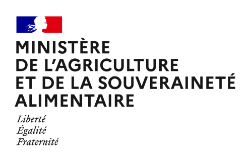 MINISTÈRE
DE L'AGRICULTURE
ET DE LA SOUVERAINETÉ
ALIMENTAIRE
Liberté
Égalité
Fraternité